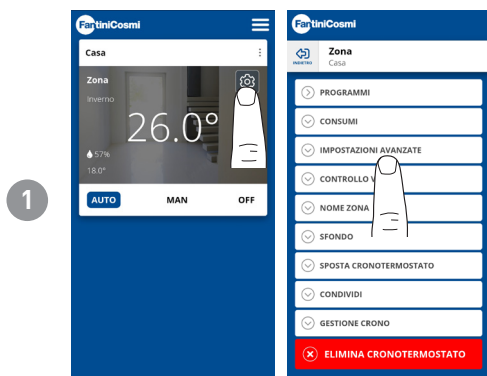 1
FantiniCosmi
Casa
Zona
Inverno
26.0°
57%
18.0°
AUTO MAN OFF
FantiniCosmi
INDIETRO
Zona
Casa
PROGRAMMI
CONSUMI
IMPOSTAZIONI AVANZATE
CONTROLLO
NOME ZONA
SFONDO
SPOSTA CRONOTERMOSTATO
CONDIVIDI
GESTIONE CRONO
ELIMINA CRONOTERMOSTATO